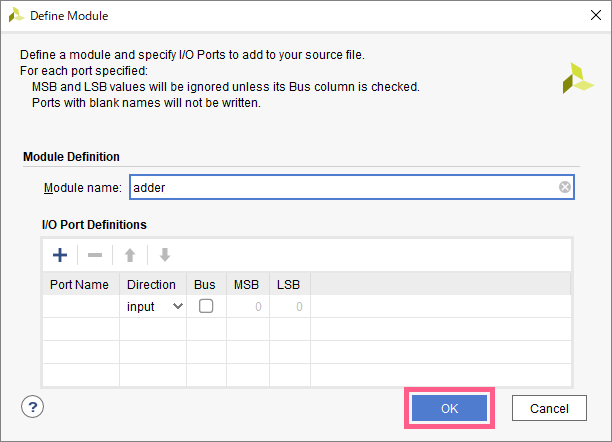 Define Module
Define a module and specify I/O Ports to add to your source file.
For each port specified:
MSB and LSB values will be ignored unless its Bus column is checked.
Ports with blank names will not be written.
Module Definition
Module name: adder
I/O Port Definitions
Port Name Direction Bus MSB LSB
input 0 0
? OK Cancel